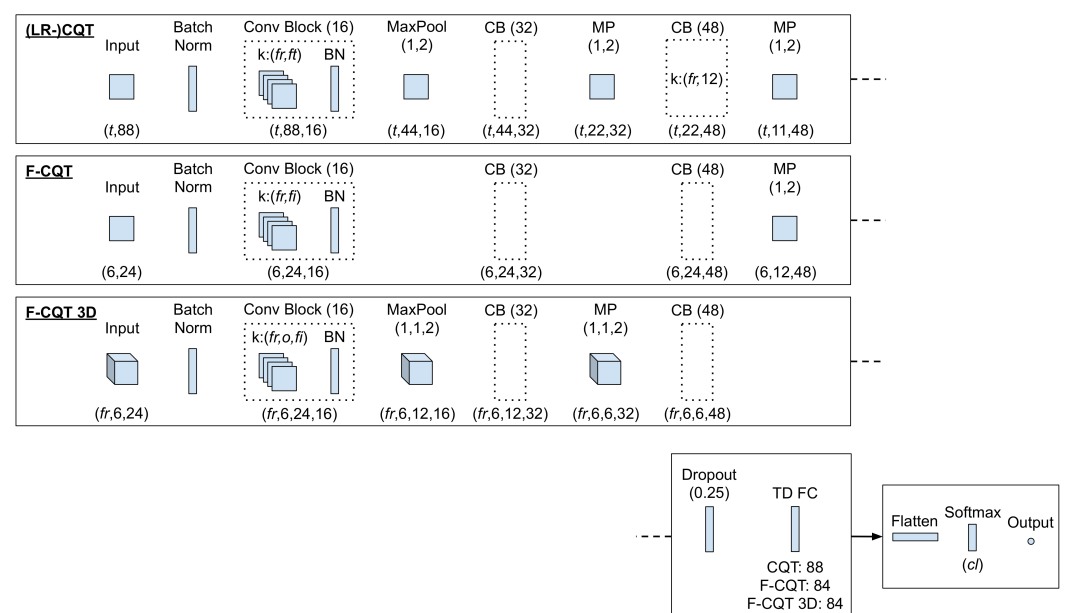 (LR-)CQT
Input
Batch
Norm
Conv Block (16)
k:(fr,ft)
BN
MaxPool
(1,2)
CB (32)
MP
(1,2)
CB (48)
k:(fr,12)
MP
(1,2)
(t,88)
(t,88,16)
(t,44,16)
(t,44,32)
(t,22,32)
(t,22,48)
(t,11,48)
F-CQT
Input
Batch
Norm
Conv Block (16)
k:(fr,fi)
BN
CB (32)
CB (48)
MP
(1,2)
(6,24)
(6,24,16)
(6,24,32)
(6,24,48)
(6,12,48)
F-CQT 3D
Input
Batch
Norm
Conv Block (16)
k:(fr,o,fi)
BN
MaxPool
(1,1,2)
CB (32)
MP
(1,1,2)
CB (48)
(fr,6,24)
(fr,6,24,16)
(fr,6,12,16)
(fr,6,12,32)
(fr,6,6,32)
(fr,6,6,48)
Dropout
(0.25)
TD FC
CQT: 88
F-CQT: 84
F-CQT 3D: 84
Flatten
Softmax
(cl)
Output